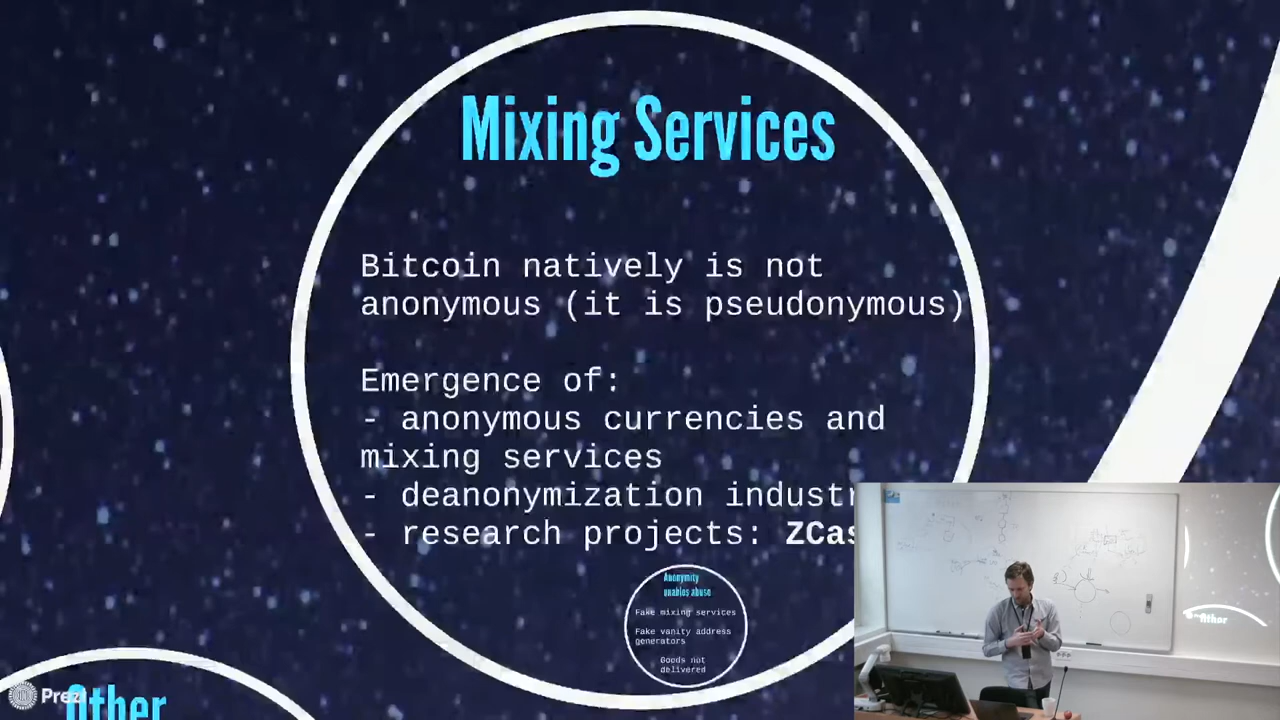 Mixing Services
Bitcoin natively is not
anonymous (it is pseudonymous)
Emergence of:
- anonymous currencies and
mixing services
- deanonymization industr
- research projects: ZCas
Anonymity
enables abuse
Fake mixing services
Fake vanity address
generators
Goods not
delivered
Other
Prezi
Other